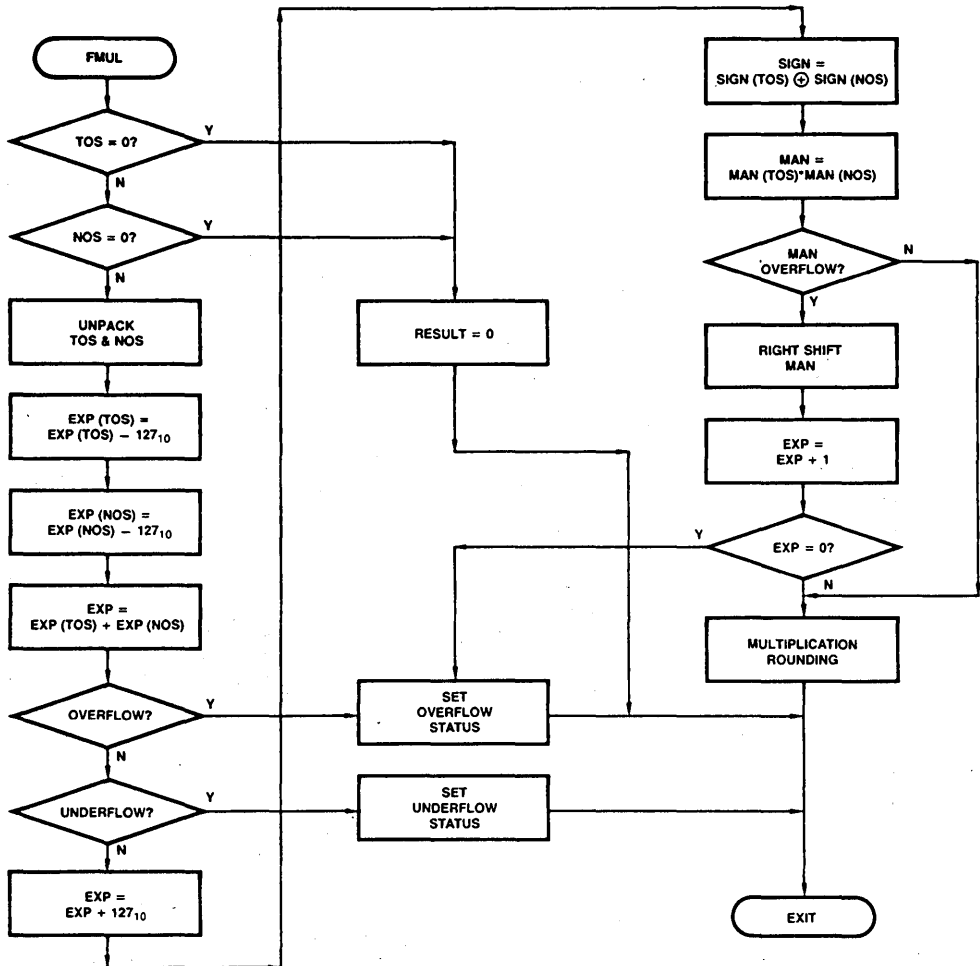 FMUL
TOS = 0?
Y
N
NOS = 0?
Y
N
UNPACK
TOS & NOS
EXP (TOS) =
EXP (TOS) – 127₁₀
EXP (NOS) =
EXP (NOS) – 127₁₀
EXP =
EXP (TOS) + EXP (NOS)
OVERFLOW?
Y
N
UNDERFLOW?
Y
N
EXP =
EXP + 127₁₀
RESULT = 0
SET
OVERFLOW
STATUS
SET
UNDERFLOW
STATUS
SIGN =
SIGN (TOS) ⊕ SIGN (NOS)
MAN =
MAN (TOS)*MAN (NOS)
MAN
OVERFLOW?
N
Y
RIGHT SHIFT
MAN
EXP =
EXP + 1
Y
EXP = 0?
N
MULTIPLICATION
ROUNDING
EXIT